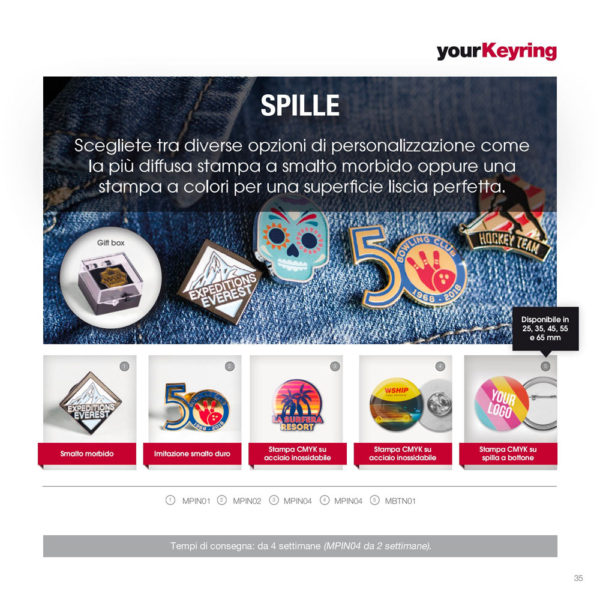 yourKeyring
SPILLE
Scegliete tra diverse opzioni di personalizzazione come
la più diffusa stampa a smalto morbido oppure una
stampa a colori per una superficie liscia perfetta.
Gift box
EXPEDITIONS
EVEREST
50
BOWLING CLUB
1968 - 2018
HOCKEY TEAM
Disponibile in
25, 35, 45, 55
e 65 mm
1
2
3
4
5
EXPEDITIONS
EVEREST
50
1968 - 2018
LA SURFERA
RESORT
WSHIP
YOUR
LOGO
Smalto morbido
Imitazione smalto duro
Stampa CMYK su
acciaio inossidabile
Stampa CMYK su
acciaio inossidabile
Stampa CMYK su
spilla a bottone
1 MPIN01 2 MPIN02 3 MPIN04 4 MPIN04 5 MBTN01
Tempi di consegna: da 4 settimane (MPIN04 da 2 settimane).
35